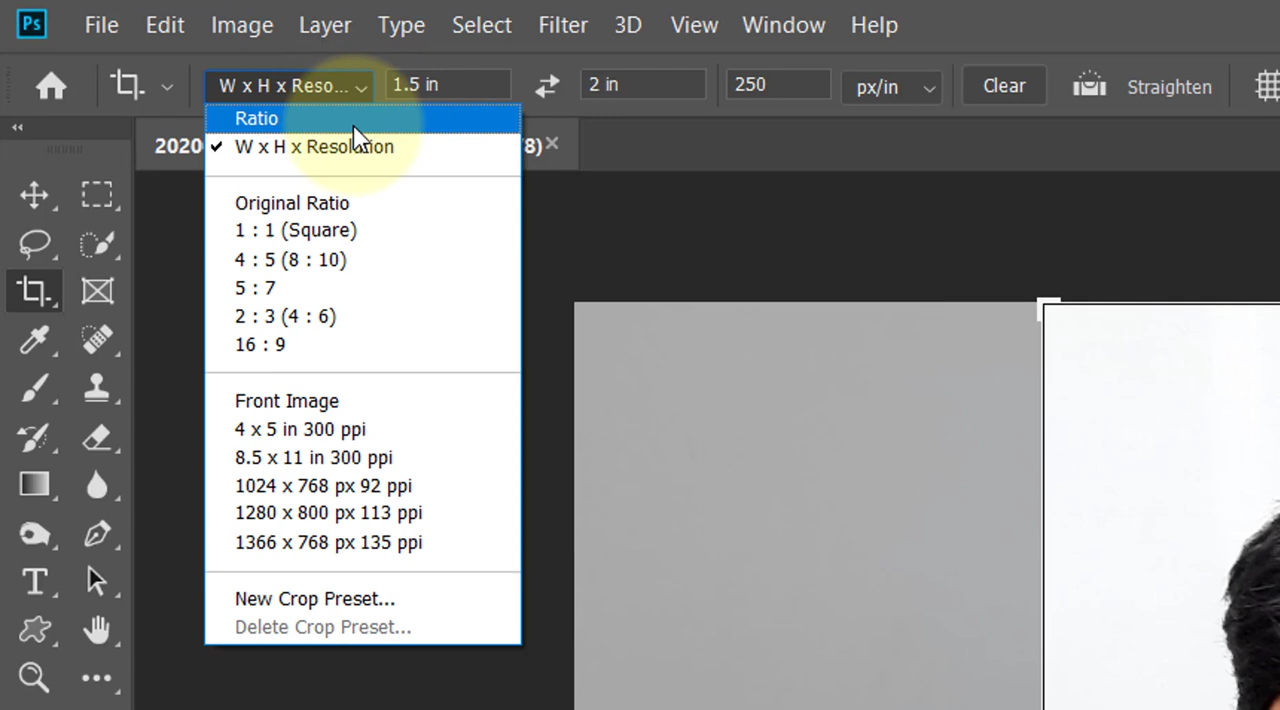 Ps File Edit Image Layer Type Select Filter 3D View Window Help
W x H x Reso... 1.5 in 2 in 250 px/in Clear Straighten
2020 8)
Ratio
W x H x Resolution
Original Ratio
1 : 1 (Square)
4 : 5 (8 : 10)
5 : 7
2 : 3 (4 : 6)
16 : 9
Front Image
4 x 5 in 300 ppi
8.5 x 11 in 300 ppi
1024 x 768 px 92 ppi
1280 x 800 px 113 ppi
1366 x 768 px 135 ppi
New Crop Preset...
Delete Crop Preset...